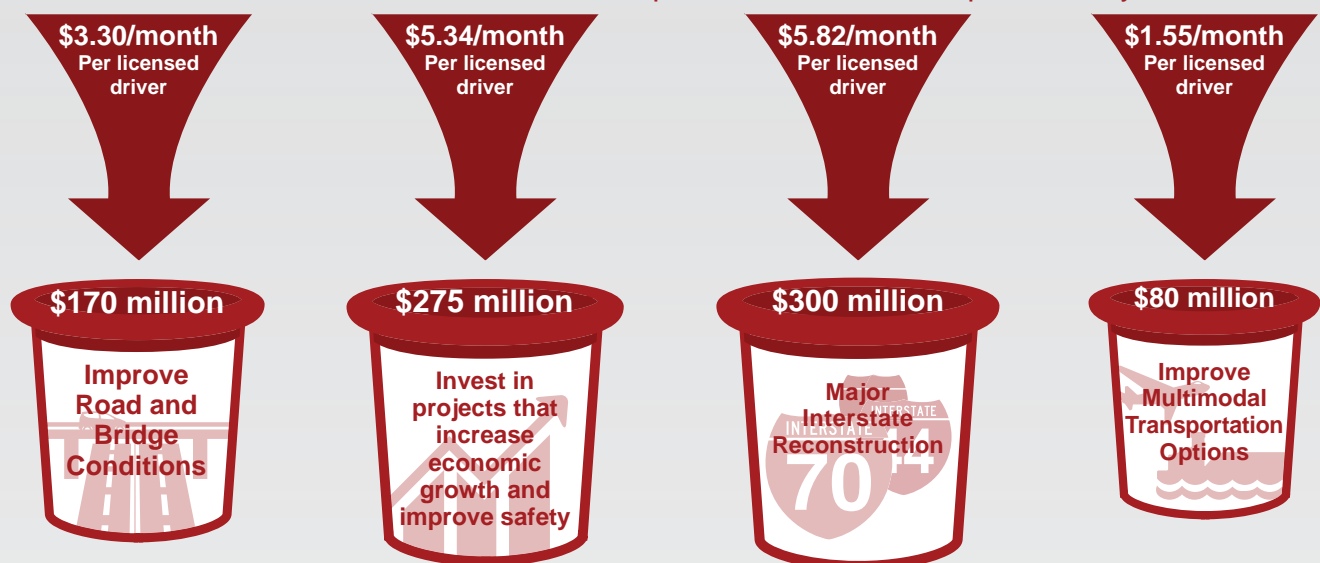 $3.30/month
Per licensed
driver
$5.34/month
Per licensed
driver
$5.82/month
Per licensed
driver
$1.55/month
Per licensed
driver
$170 million
Improve
Road and
Bridge
Conditions
$275 million
Invest in
projects that
increase
economic
growth and
improve safety
$300 million
Major
Interstate
Reconstruction
INTERSTATE
70
INTERSTATE
44
$80 million
Improve
Multimodal
Transportation
Options